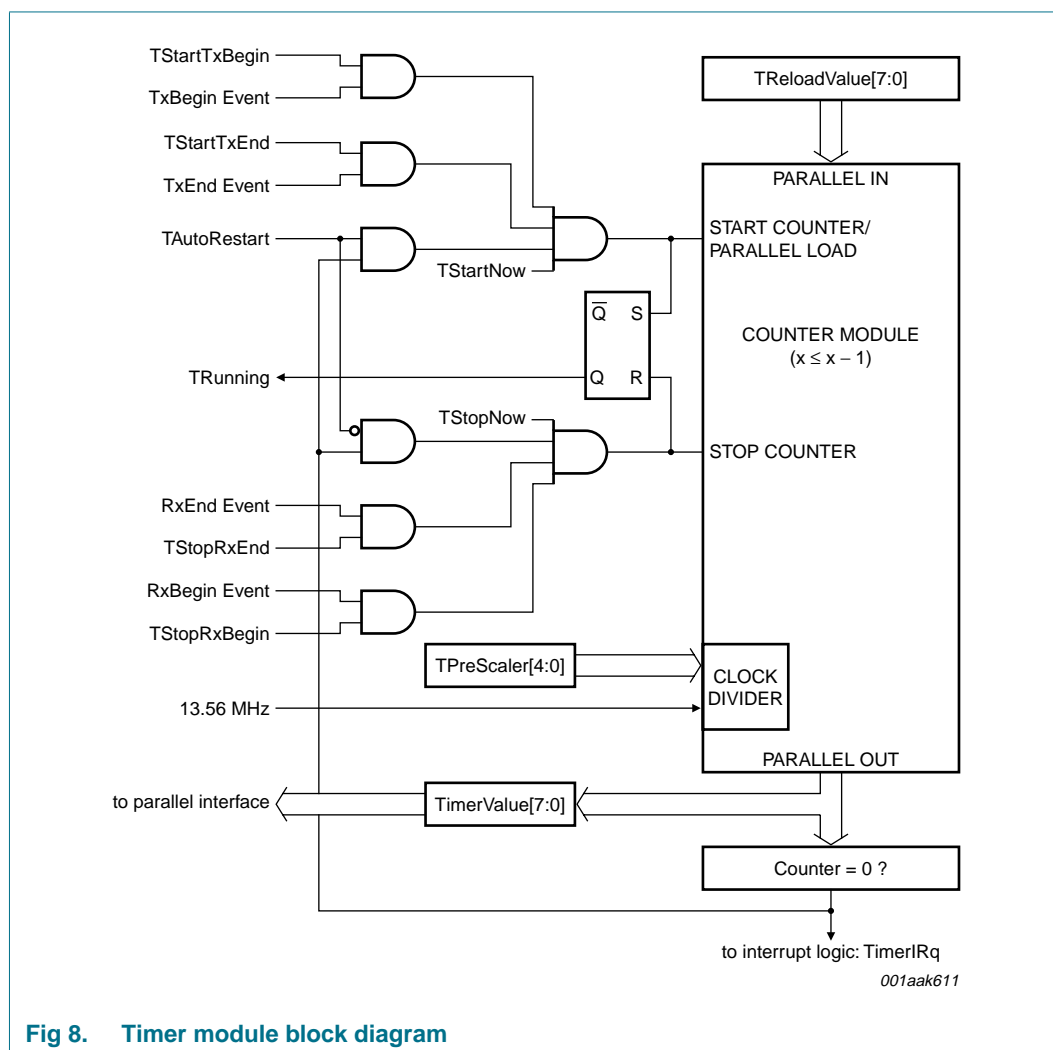 TStartTxBegin
TxBegin Event
TReloadValue[7:0]
TStartTxEnd
TxEnd Event
PARALLEL IN
TAutoRestart
START COUNTER/
PARALLEL LOAD
TStartNow
Q̅ S
COUNTER MODULE
(x ≤ x − 1)
TRunning
Q R
TStopNow
STOP COUNTER
RxEnd Event
TStopRxEnd
RxBegin Event
TStopRxBegin
TPreScaler[4:0]
CLOCK
DIVIDER
13.56 MHz
PARALLEL OUT
to parallel interface
TimerValue[7:0]
Counter = 0 ?
to interrupt logic: TimerIRq
001aak611
Fig 8. Timer module block diagram